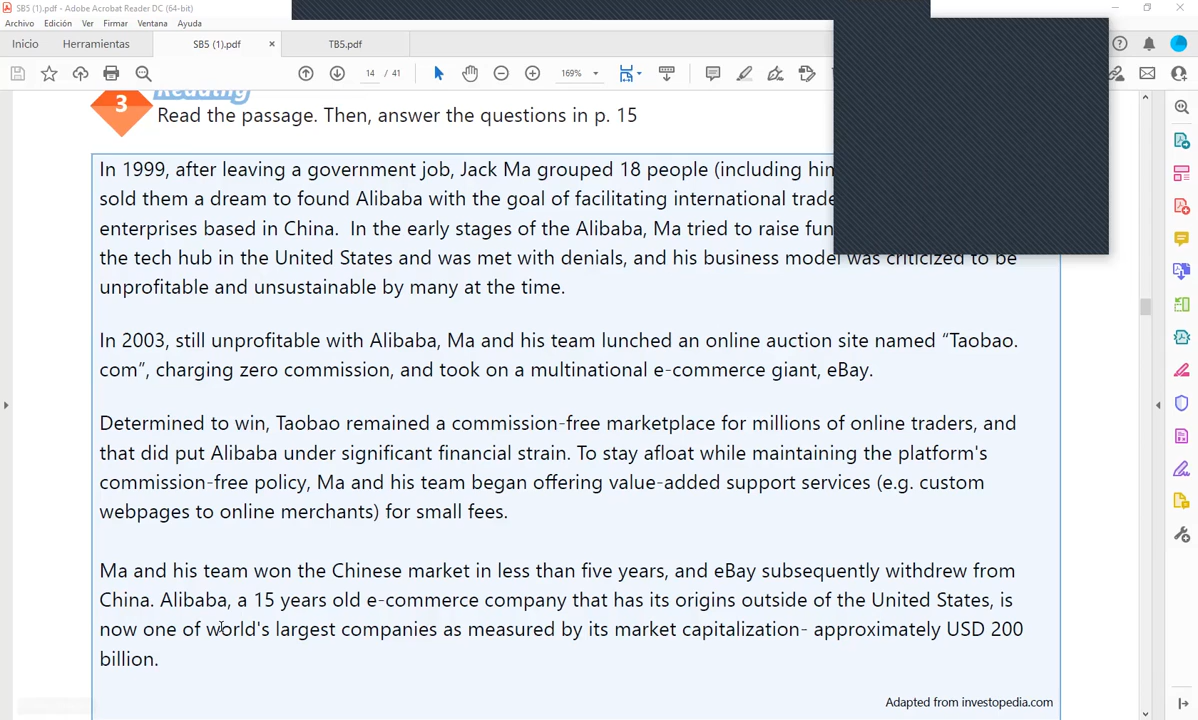 SB5 (1).pdf - Adobe Acrobat Reader DC (64-bit)
Archivo Edición Ver Firmar Ventana Ayuda
Inicio Herramientas SB5 (1).pdf × TB5.pdf
14 / 41 169%
3 Reading
Read the passage. Then, answer the questions in p. 15
In 1999, after leaving a government job, Jack Ma grouped 18 people (including
sold them a dream to found Alibaba with the goal of facilitating international trade
enterprises based in China. In the early stages of the Alibaba, Ma tried to raise
the tech hub in the United States and was met with denials, and his business model was criticized to be
unprofitable and unsustainable by many at the time.
In 2003, still unprofitable with Alibaba, Ma and his team lunched an online auction site named “Taobao.
com”, charging zero commission, and took on a multinational e-commerce giant, eBay.
Determined to win, Taobao remained a commission-free marketplace for millions of online traders, and
that did put Alibaba under significant financial strain. To stay afloat while maintaining the platform's
commission-free policy, Ma and his team began offering value-added support services (e.g. custom
webpages to online merchants) for small fees.
Ma and his team won the Chinese market in less than five years, and eBay subsequently withdrew from
China. Alibaba, a 15 years old e-commerce company that has its origins outside of the United States, is
now one of world's largest companies as measured by its market capitalization- approximately USD 200
billion.
Adapted from investopedia.com